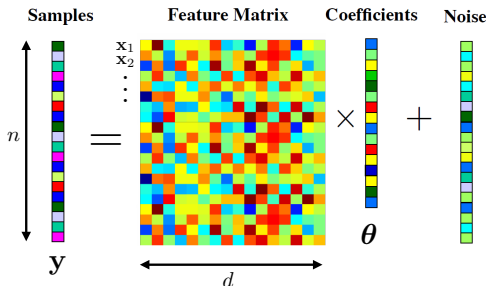 Samples Feature Matrix Coefficients Noise
x1
x2
n = × +
y θ
d